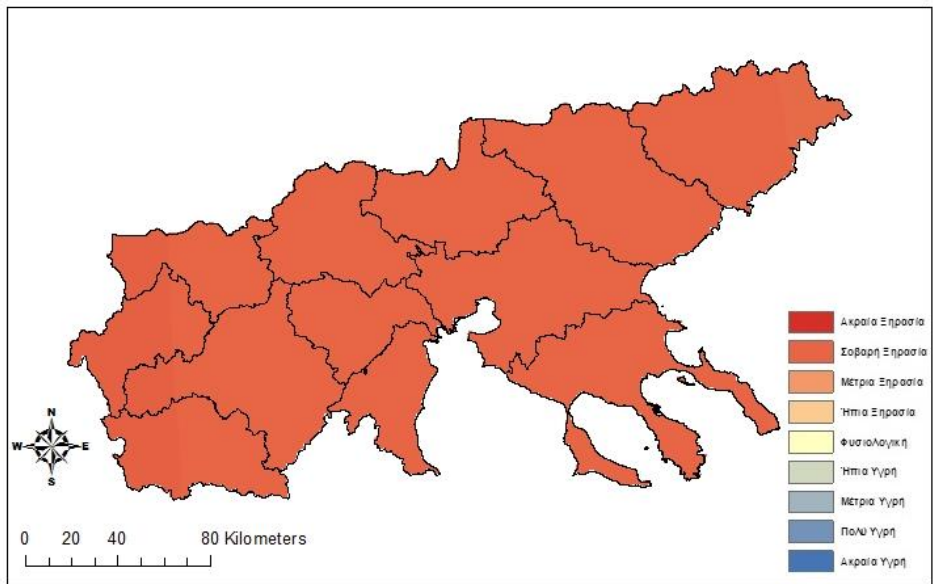 Ακραία Ξηρασία
Σοβαρή Ξηρασία
Μέτρια Ξηρασία
Ήπια Ξηρασία
Φυσιολογική
Ήπια Υγρή
Μέτρια Υγρή
Πολύ Υγρή
Ακραία Υγρή
N
W E
S
0 20 40 80 Kilometers